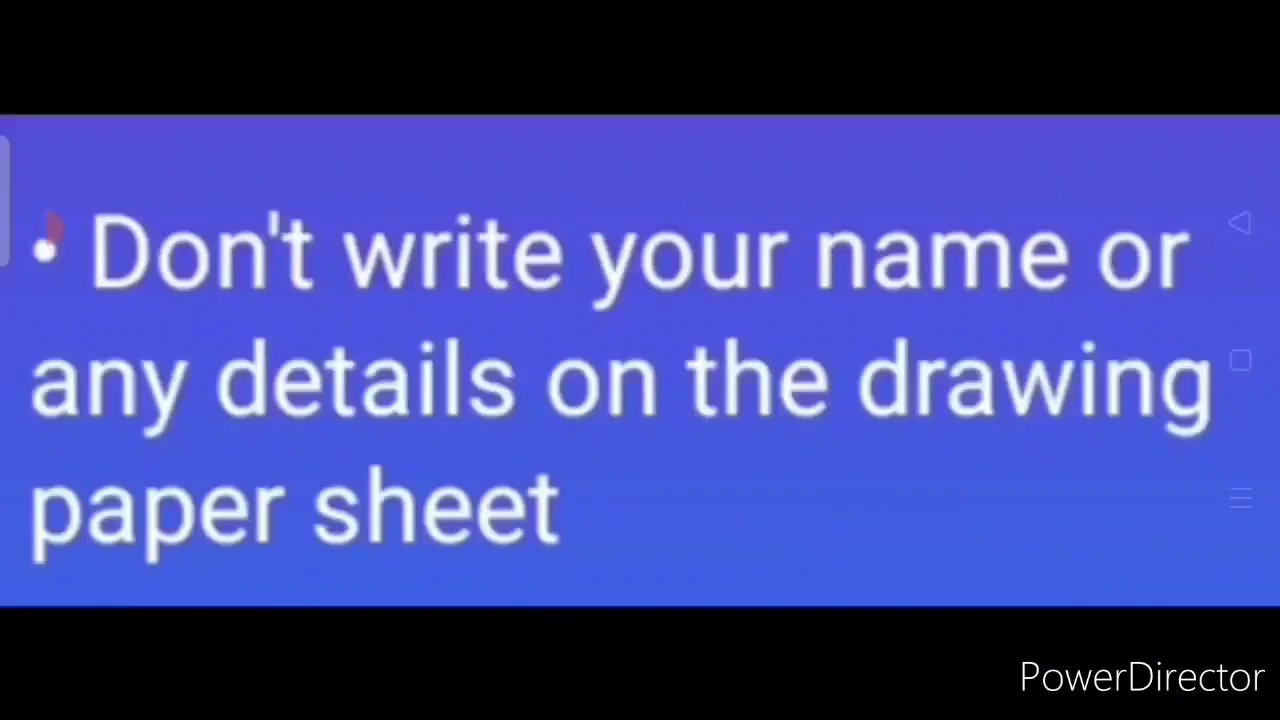 • Don't write your name or
any details on the drawing
paper sheet
PowerDirector